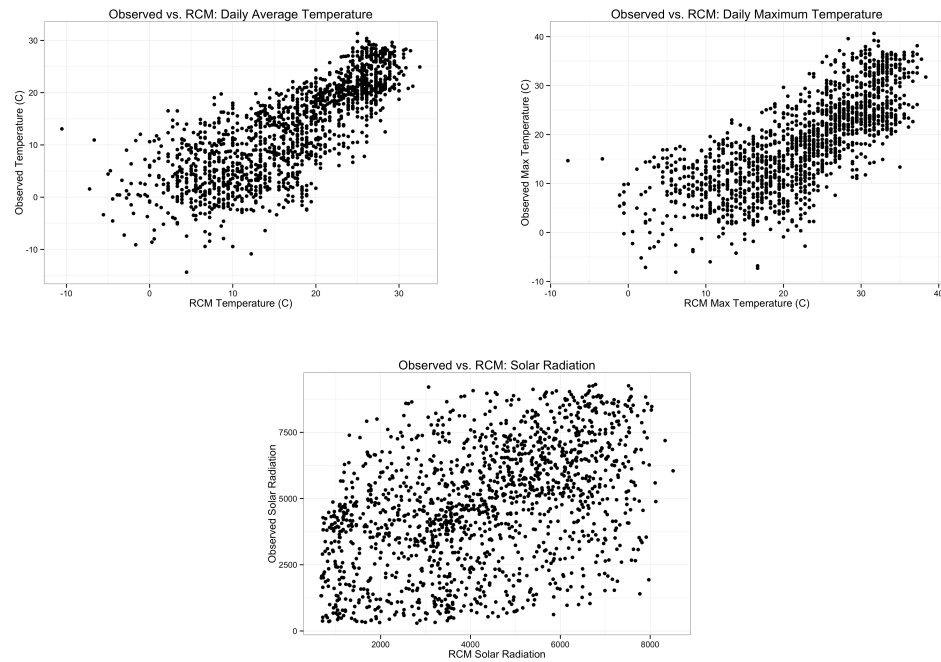 Observed vs. RCM: Daily Average Temperature
Observed Temperature (C)
30
20
10
0
-10
-10 0 10 20 30
RCM Temperature (C)
Observed vs. RCM: Daily Maximum Temperature
Observed Max Temperature (C)
40
30
20
10
0
-10
-10 0 10 20 30 40
RCM Max Temperature (C)
Observed vs. RCM: Solar Radiation
Observed Solar Radiation
7500
5000
2500
0
2000 4000 6000 8000
RCM Solar Radiation